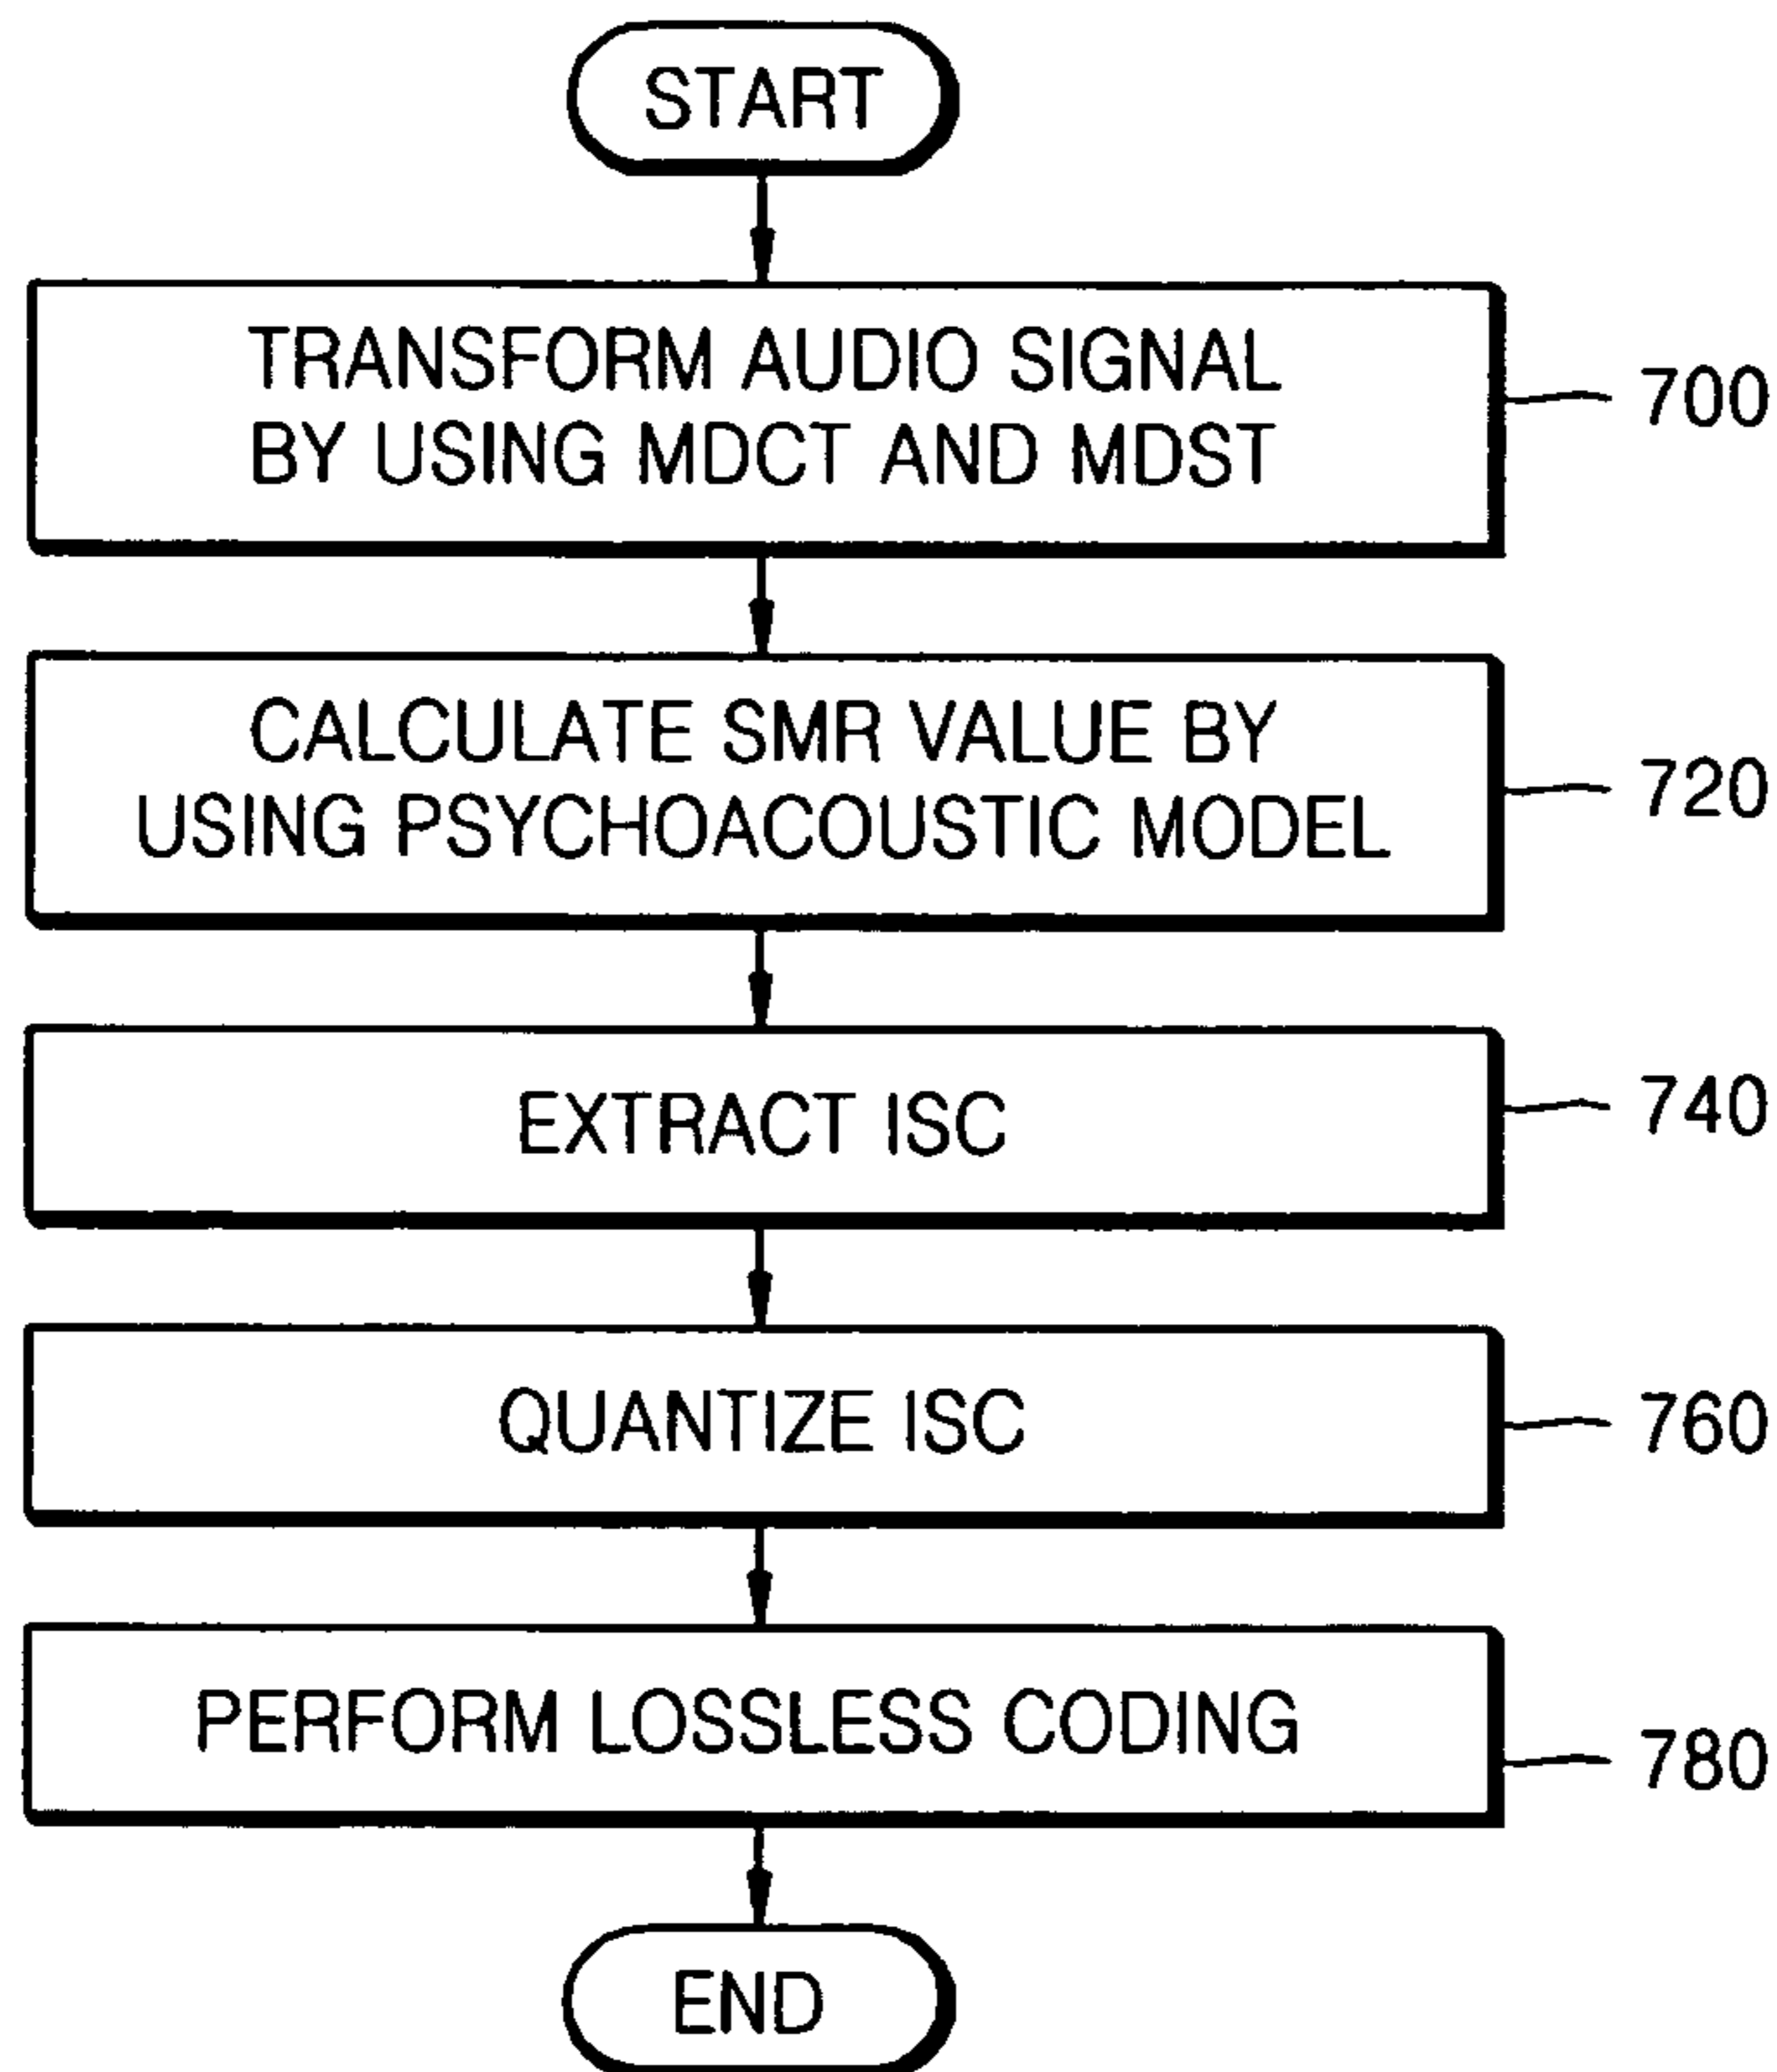 START
TRANSFORM AUDIO SIGNAL
BY USING MDCT AND MDST
700
CALCULATE SMR VALUE BY
USING PSYCHOACOUSTIC MODEL
720
EXTRACT ISC
740
QUANTIZE ISC
760
PERFORM LOSSLESS CODING
780
END